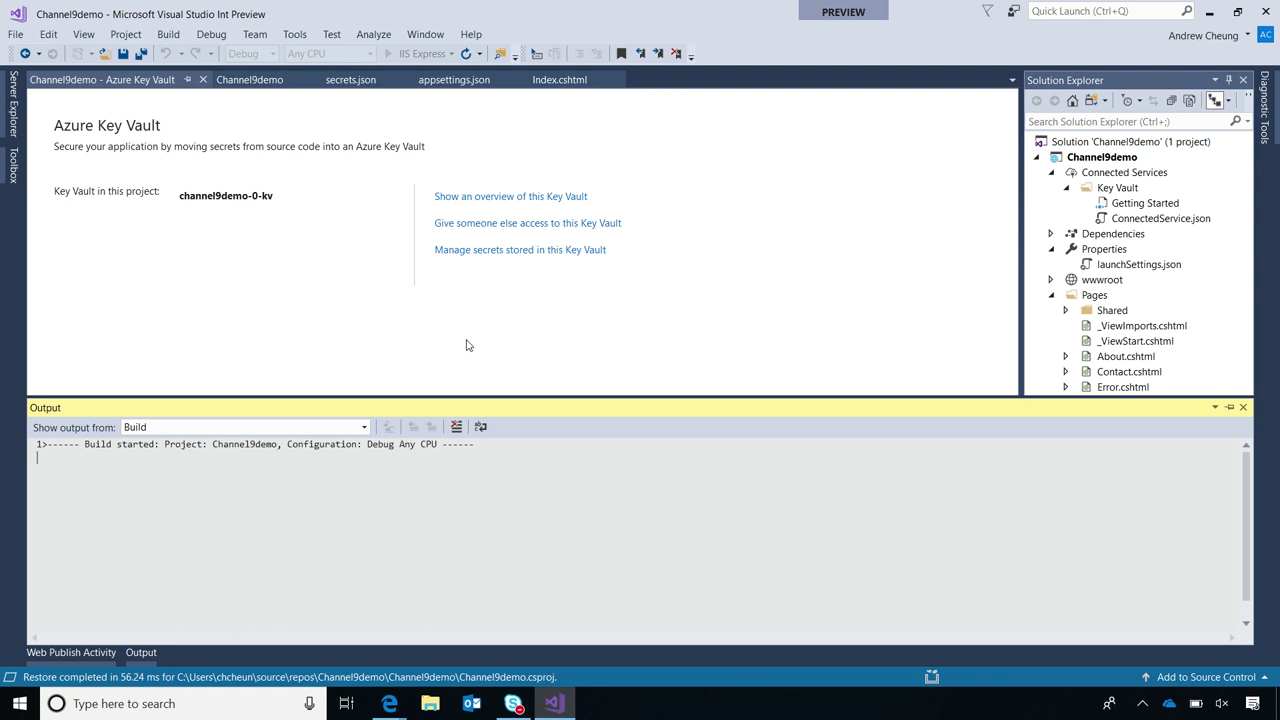 Channel9demo - Microsoft Visual Studio Int Preview
PREVIEW
Quick Launch (Ctrl+Q)
File Edit View Project Build Debug Team Tools Test Analyze Window Help
Andrew Cheung
AC
Debug
Any CPU
IIS Express
Server Explorer
Toolbox
Channel9demo - Azure Key Vault
Channel9demo
secrets.json
appsettings.json
Index.cshtml
Azure Key Vault
Secure your application by moving secrets from source code into an Azure Key Vault
Key Vault in this project:
channel9demo-0-kv
Show an overview of this Key Vault
Give someone else access to this Key Vault
Manage secrets stored in this Key Vault
Solution Explorer
Search Solution Explorer (Ctrl+;)
Solution 'Channel9demo' (1 project)
Channel9demo
Connected Services
Key Vault
Getting Started
ConnectedService.json
Dependencies
Properties
launchSettings.json
wwwroot
Pages
Shared
_ViewImports.cshtml
_ViewStart.cshtml
About.cshtml
Contact.cshtml
Error.cshtml
Diagnostic Tools
Output
Show output from:
Build
1>------ Build started: Project: Channel9demo, Configuration: Debug Any CPU ------
Web Publish Activity
Output
Restore completed in 56.24 ms for C:\Users\chcheun\source\repos\Channel9demo\Channel9demo\Channel9demo.csproj.
Add to Source Control
Type here to search